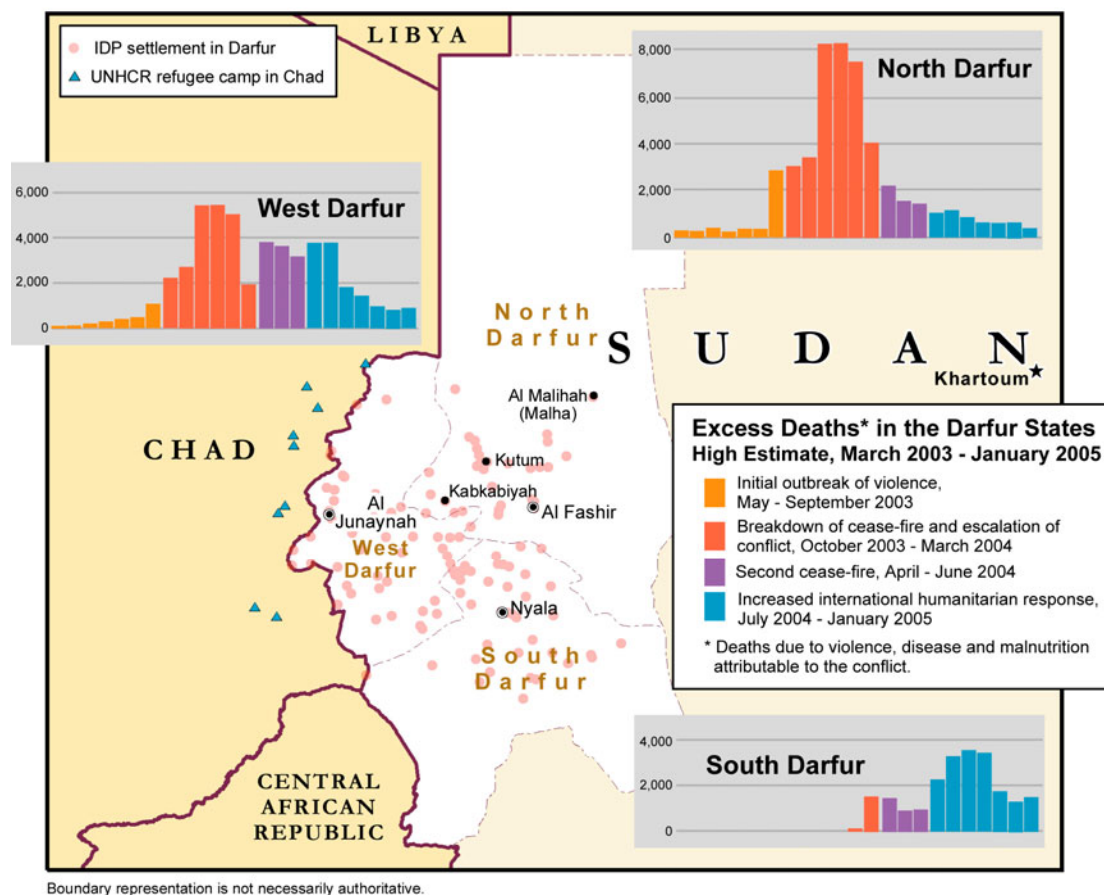 IDP settlement in Darfur
UNHCR refugee camp in Chad
LIBYA
8,000
6,000
4,000
2,000
0
North Darfur
6,000
4,000
2,000
0
West Darfur
North
Darfur
SUDAN
Khartoum
Al Malihah
(Malha)
CHAD
Kutum
Kabkabiyah
Al Fashir
Al
Junaynah
West
Darfur
Nyala
South
Darfur
Excess Deaths* in the Darfur States
High Estimate, March 2003 - January 2005
Initial outbreak of violence,
May - September 2003
Breakdown of cease-fire and escalation of
conflict, October 2003 - March 2004
Second cease-fire, April - June 2004
Increased international humanitarian response,
July 2004 - January 2005
* Deaths due to violence, disease and malnutrition
attributable to the conflict.
4,000
2,000
0
South Darfur
CENTRAL
AFRICAN
REPUBLIC
Boundary representation is not necessarily authoritative.